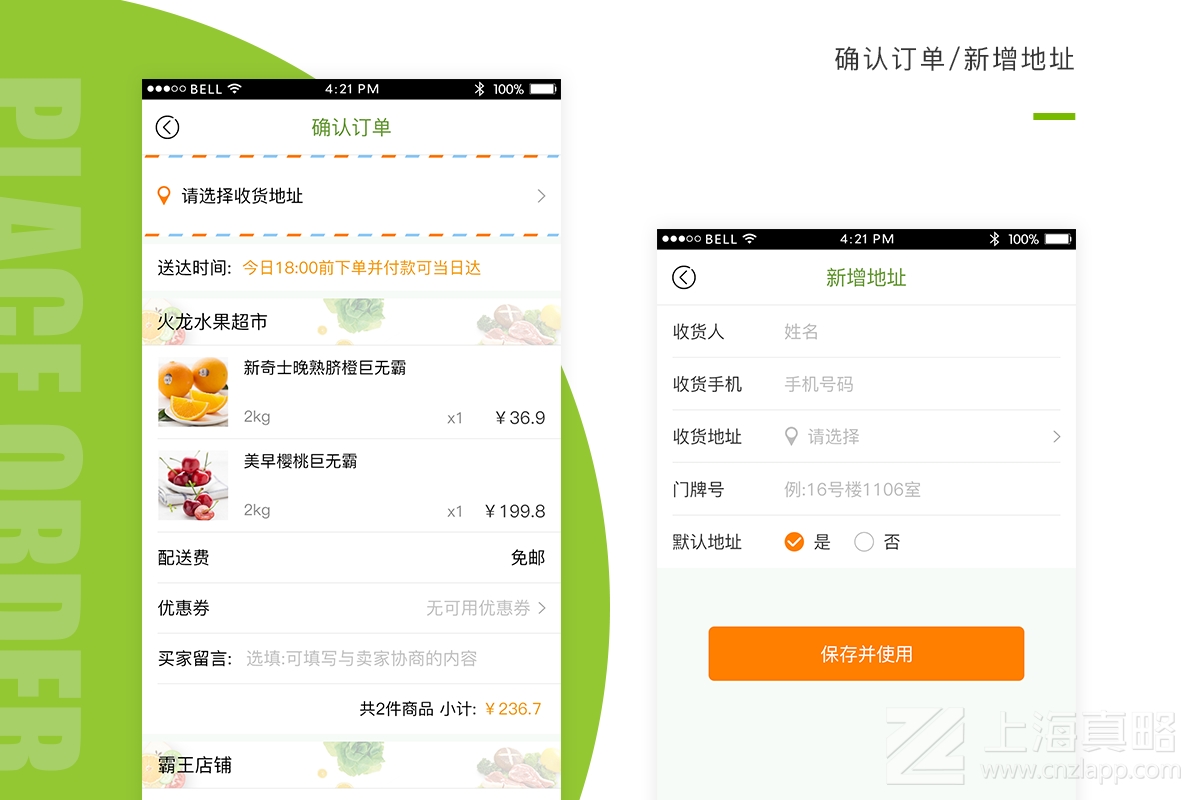 PLACE ORDER
确认订单/新增地址
BELL 4:21 PM 100%
确认订单
请选择收货地址
送达时间: 今日18:00前下单并付款可当日达
火龙水果超市
新奇士晚熟脐橙巨无霸
2kg x1 ¥36.9
美早樱桃巨无霸
2kg x1 ¥199.8
配送费 免邮
优惠券 无可用优惠券
买家留言: 选填:可填写与卖家协商的内容
共2件商品 小计: ¥236.7
霸王店铺
BELL 4:21 PM 100%
新增地址
收货人 姓名
收货手机 手机号码
收货地址 请选择
门牌号 例:16号楼1106室
默认地址 是 否
保存并使用
上海真略
www.cnzlapp.com